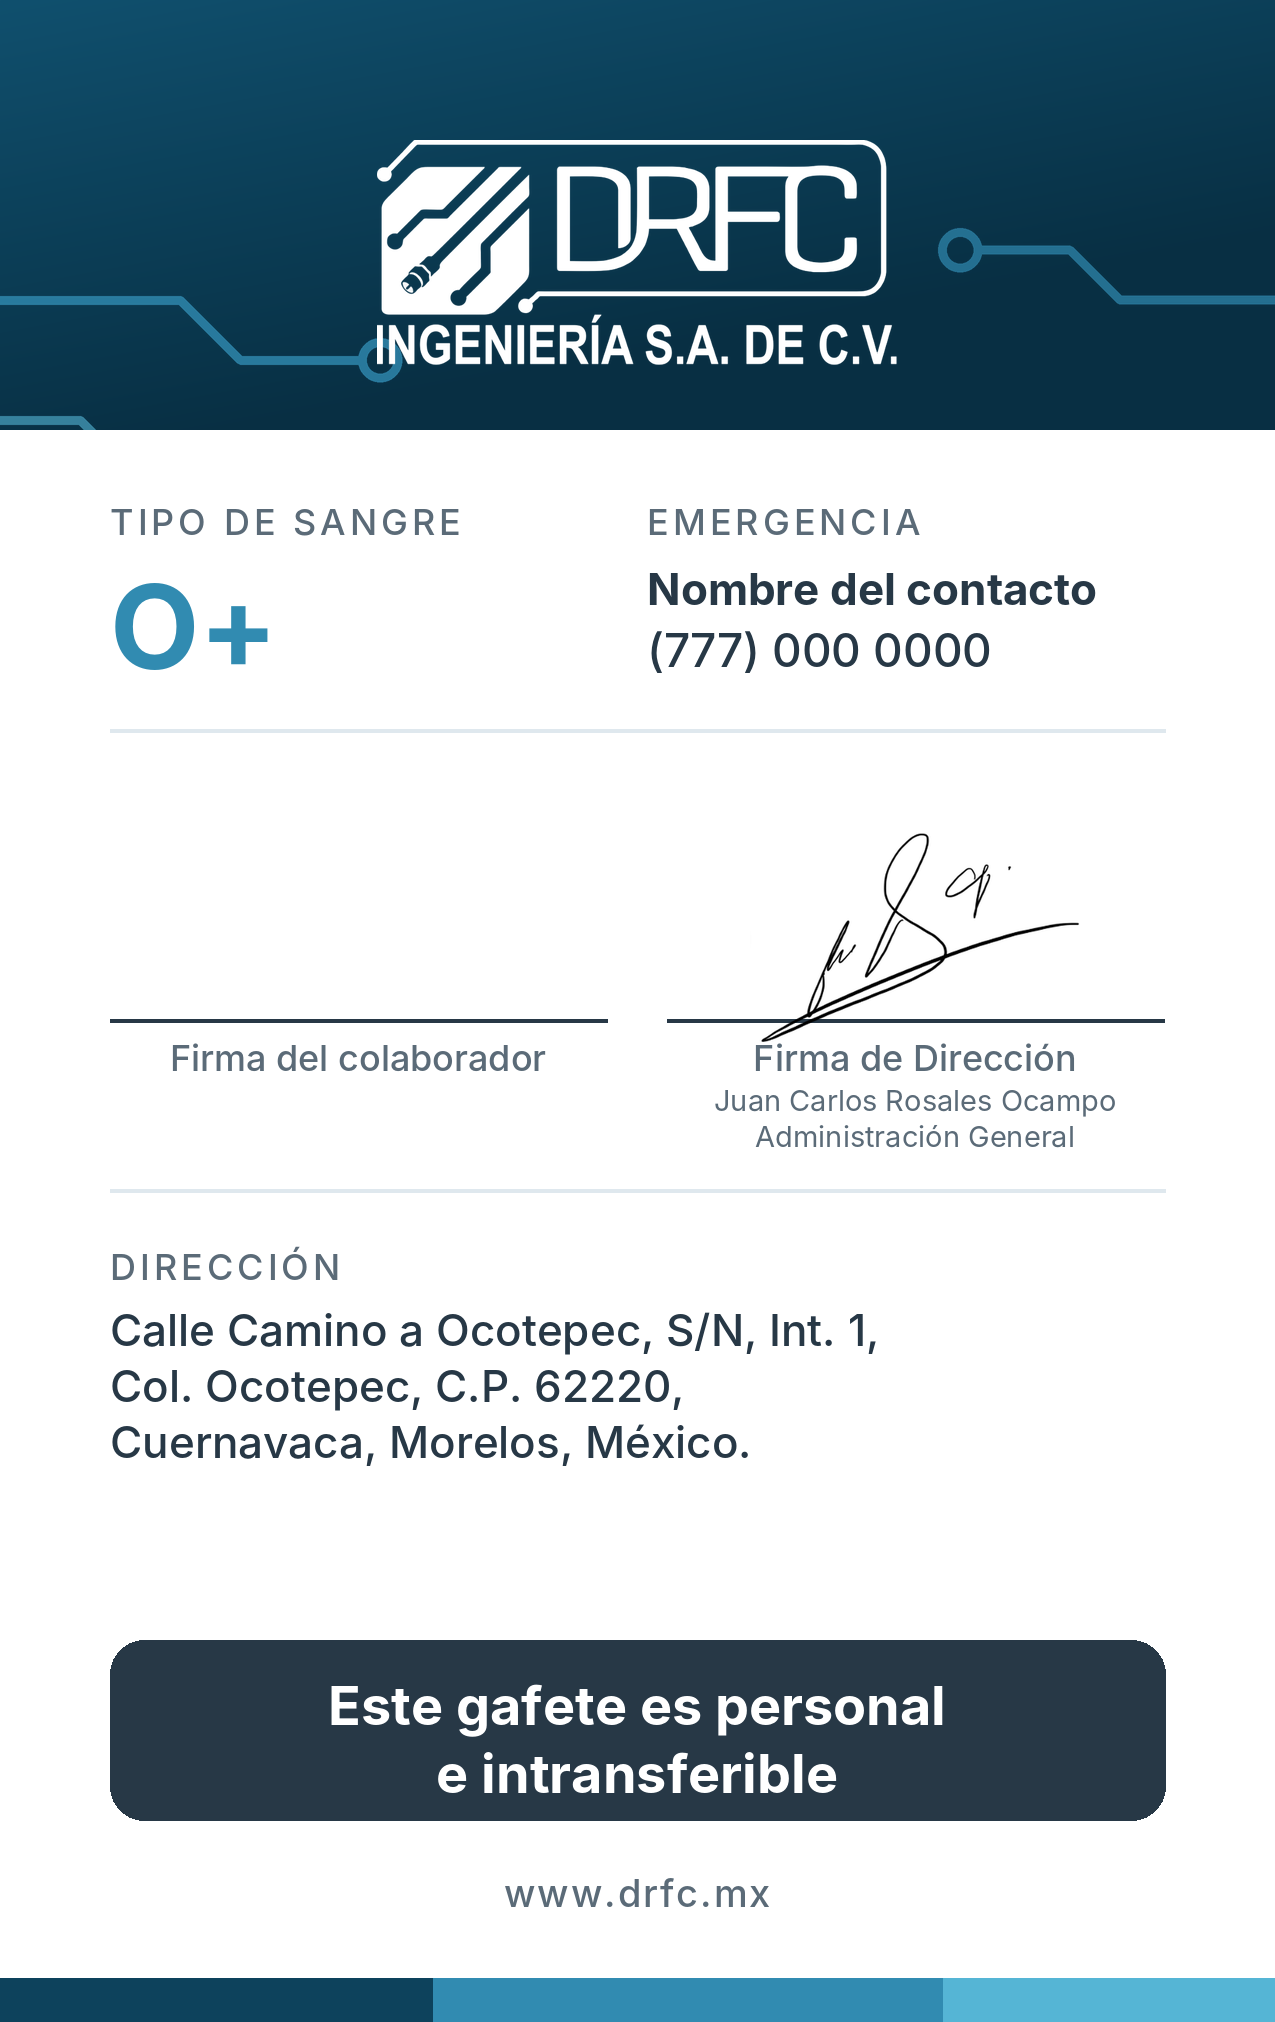 DRFC
INGENIERÍA S.A. DE C.V.
TIPO DE SANGRE
O+
EMERGENCIA
Nombre del contacto
(777) 000 0000
Firma del colaborador
Firma de Dirección
Juan Carlos Rosales Ocampo
Administración General
DIRECCIÓN
Calle Camino a Ocotepec, S/N, Int. 1,
Col. Ocotepec, C.P. 62220,
Cuernavaca, Morelos, México.
Este gafete es personal
e intransferible
www.drfc.mx